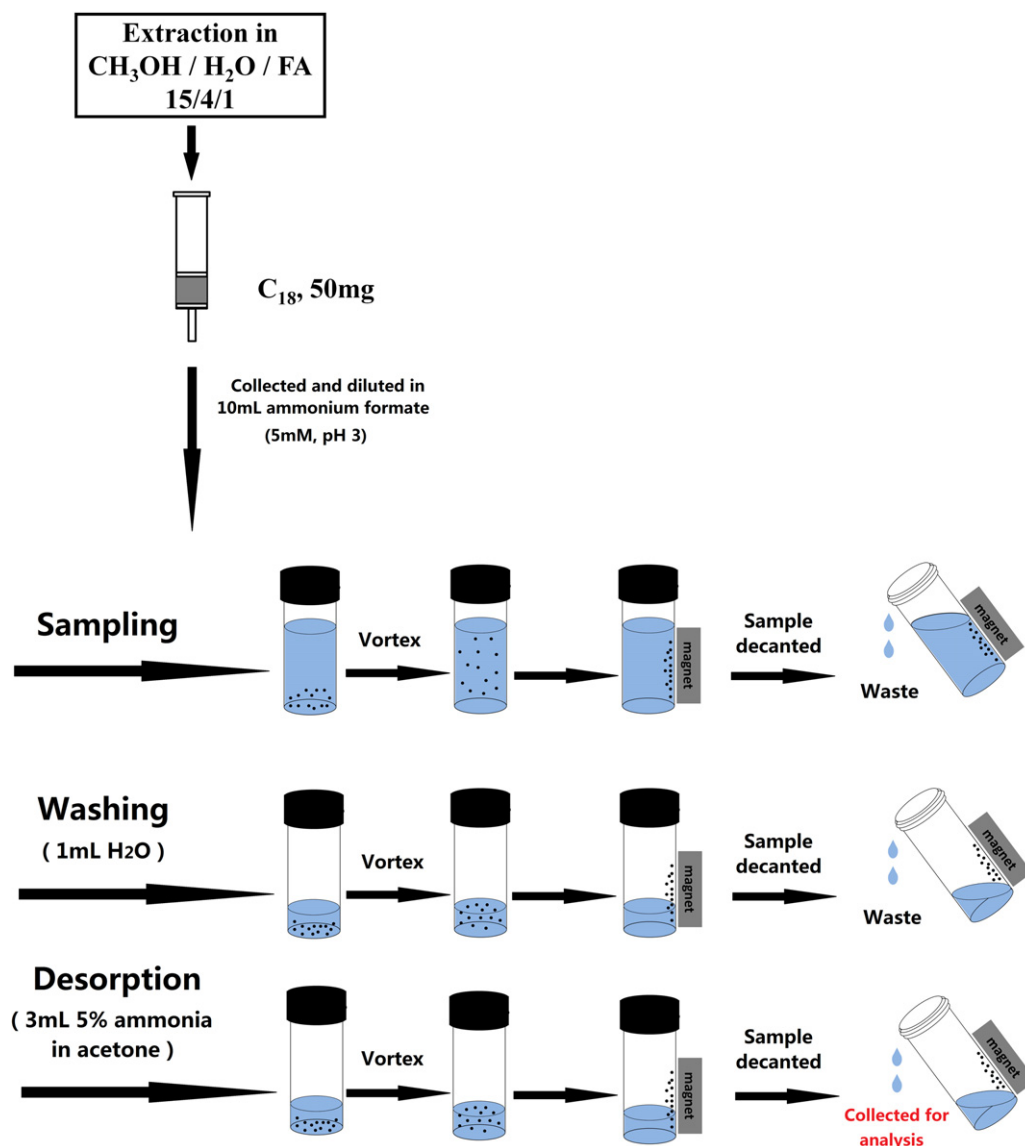 Extraction in
CH₃OH / H₂O / FA
15/4/1
C₁₈, 50mg
Collected and diluted in
10mL ammonium formate
(5mM, pH 3)
Sampling
Vortex
magnet
Sample
decanted
magnet
Waste
Washing
( 1mL H2O )
Vortex
magnet
Sample
decanted
magnet
Waste
Desorption
( 3mL 5% ammonia
in acetone )
Vortex
magnet
Sample
decanted
magnet
Collected for
analysis